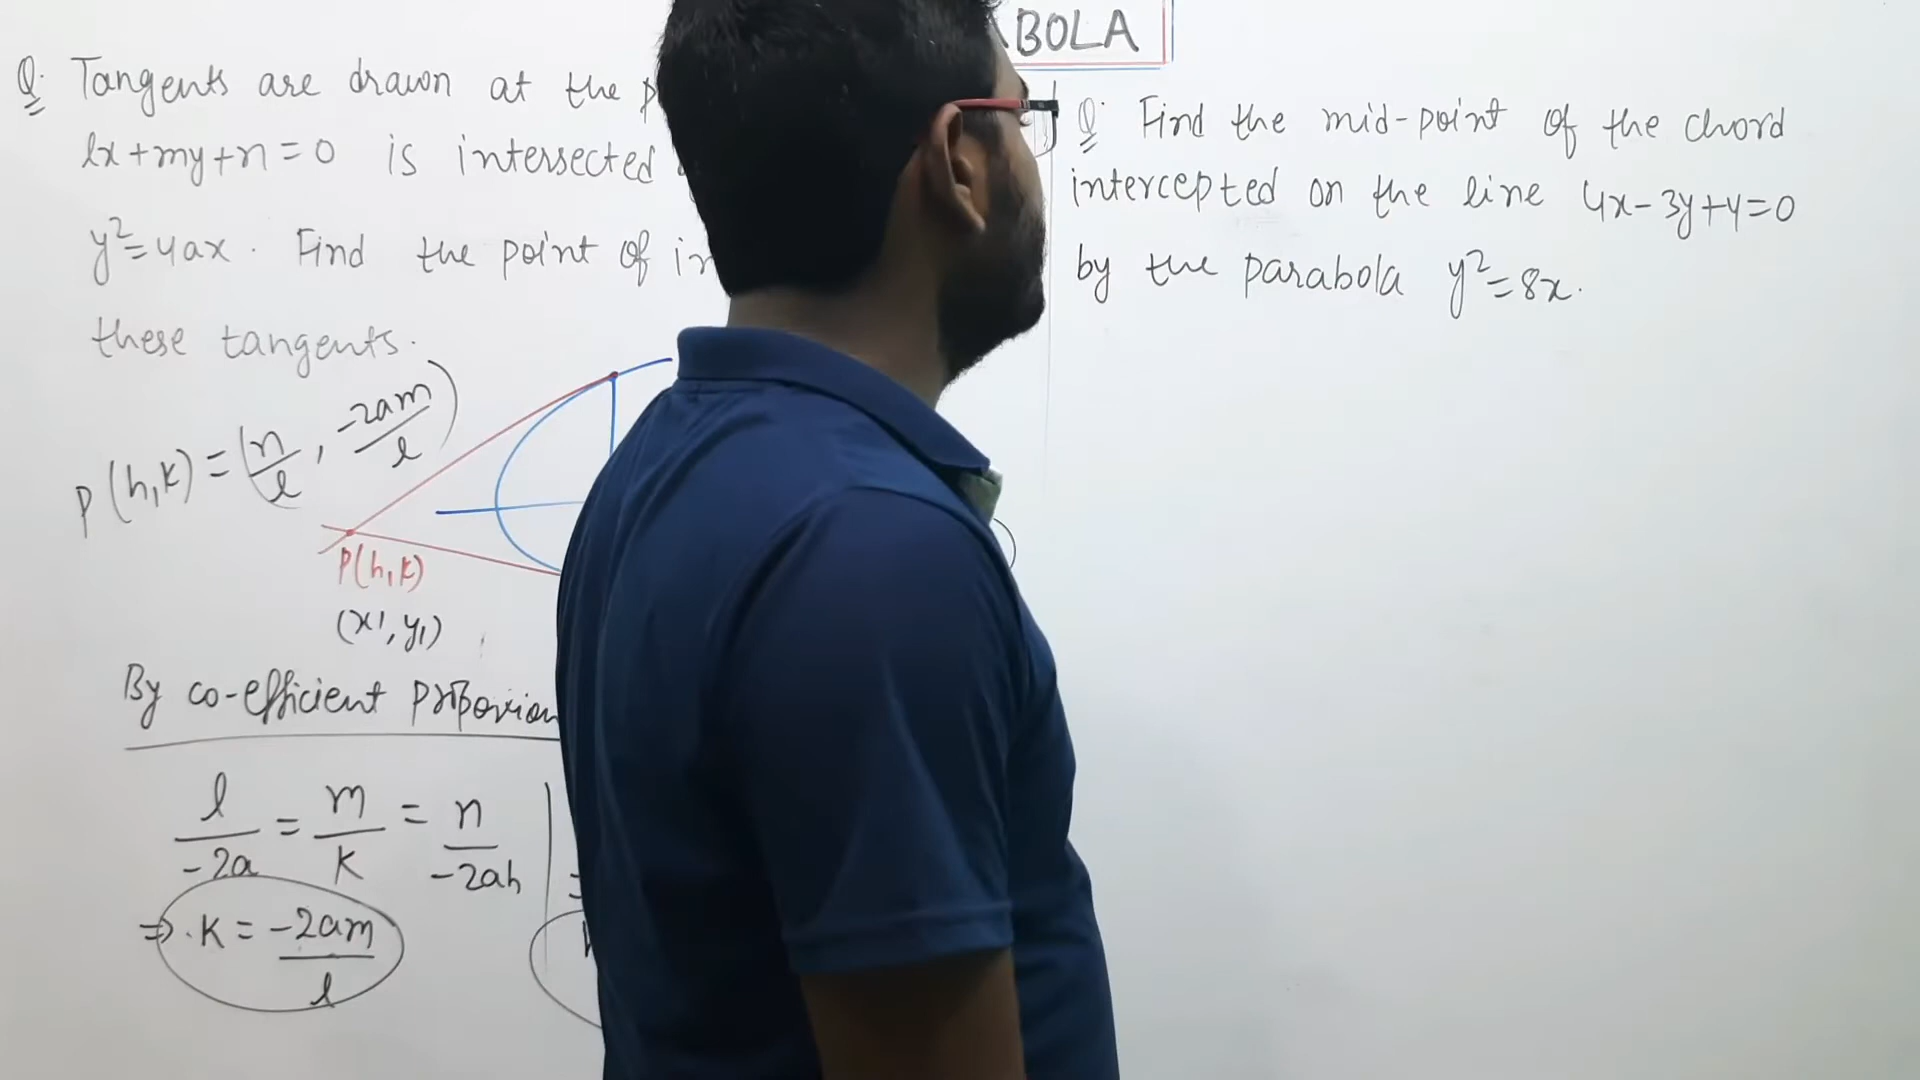 BOLA
Q. Tangents are drawn at the
lx+my+n=0 is intersected
y²=4ax. Find the point of
these tangents.
P(h,k) = (n/l, -2am/l)
P(h,k)
(x1, y1)
By co-efficient
l/-2a = m/k = n/-2ah
⇒ K = -2am/l
Q. Find the mid-point of the chord
intercepted on the line 4x-3y+4=0
by the parabola y²=8x.